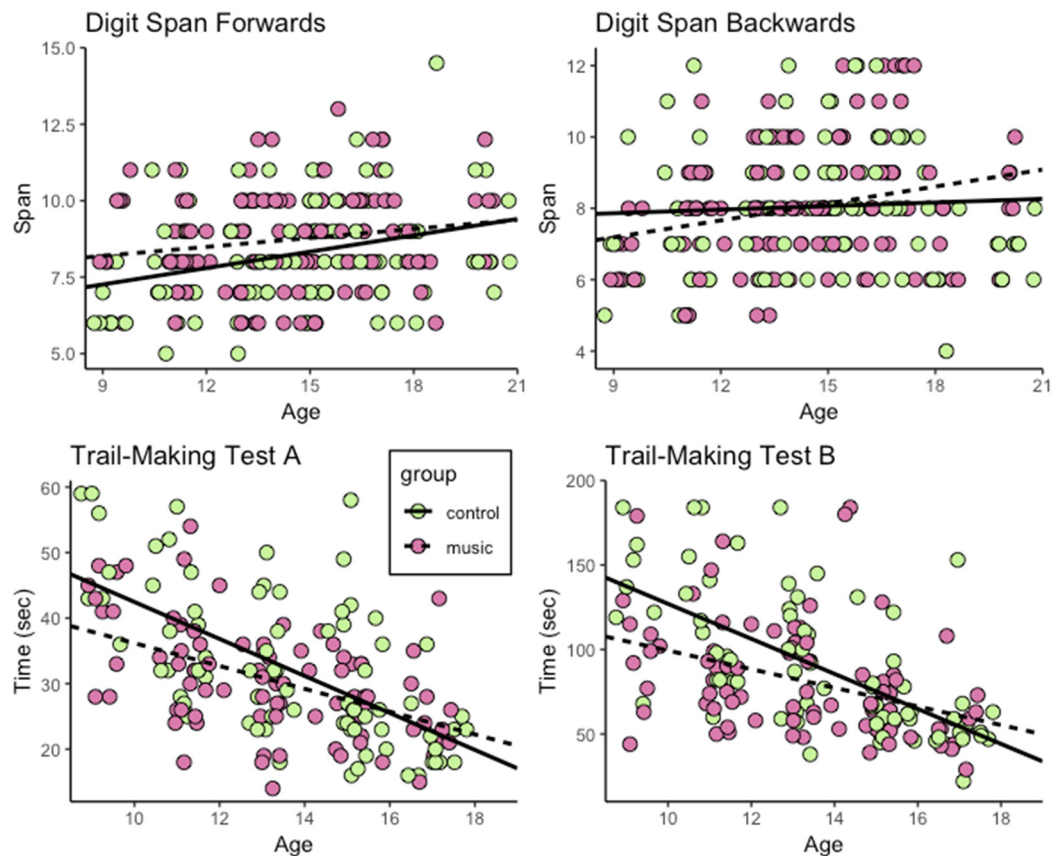 Digit Span Forwards
Span
15.0
12.5
10.0
7.5
5.0
9 12 15 18 21
Age
Digit Span Backwards
Span
12
10
8
6
4
9 12 15 18 21
Age
Trail-Making Test A
Time (sec)
60
50
40
30
20
10 12 14 16 18
Age
group
control
music
Trail-Making Test B
Time (sec)
200
150
100
50
10 12 14 16 18
Age